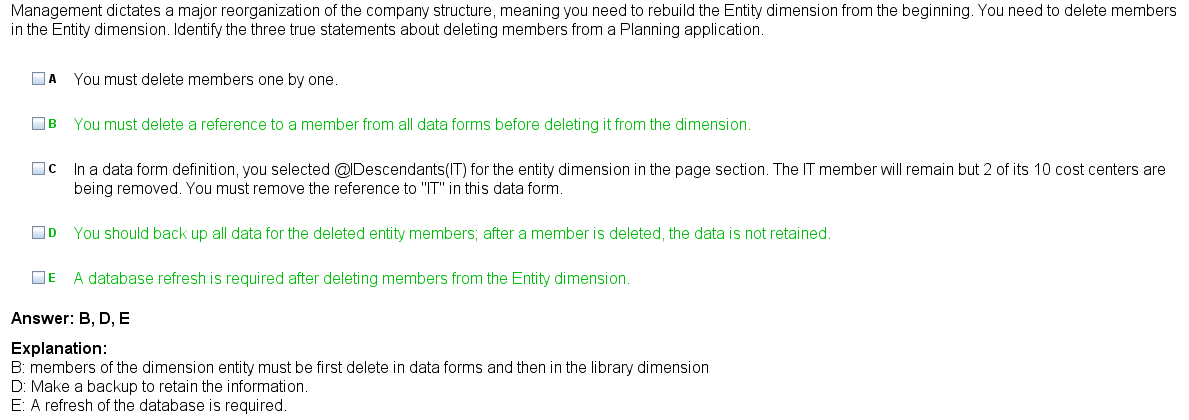 Management dictates a major reorganization of the company structure, meaning you need to rebuild the Entity dimension from the beginning. You need to delete members
in the Entity dimension. Identify the three true statements about deleting members from a Planning application.
A You must delete members one by one.
B You must delete a reference to a member from all data forms before deleting it from the dimension.
C In a data form definition, you selected @IDescendants(IT) for the entity dimension in the page section. The IT member will remain but 2 of its 10 cost centers are
being removed. You must remove the reference to "IT" in this data form.
D You should back up all data for the deleted entity members; after a member is deleted, the data is not retained.
E A database refresh is required after deleting members from the Entity dimension.
Answer: B, D, E
Explanation:
B: members of the dimension entity must be first delete in data forms and then in the library dimension
D: Make a backup to retain the information.
E: A refresh of the database is required.